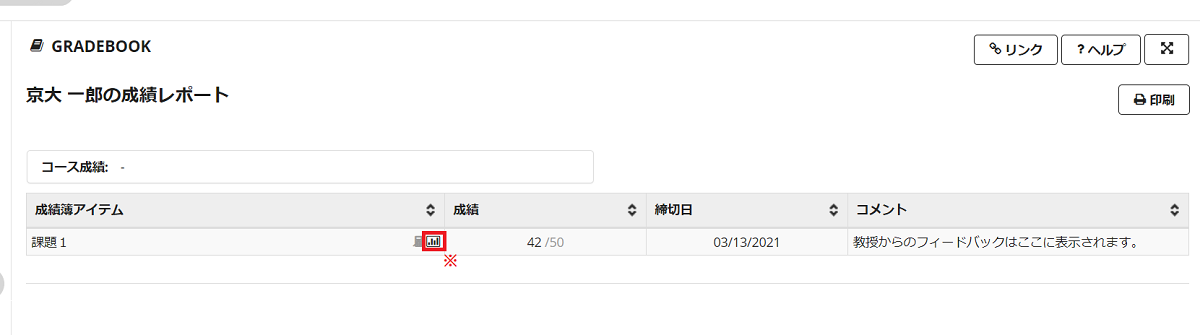 GRADEBOOK
リンク
? ヘルプ
京大 一郎の成績レポート
印刷
コース成績: -
成績簿アイテム 成績 締切日 コメント
課題 1 42 /50 03/13/2021 教授からのフィードバックはここに表示されます。
※